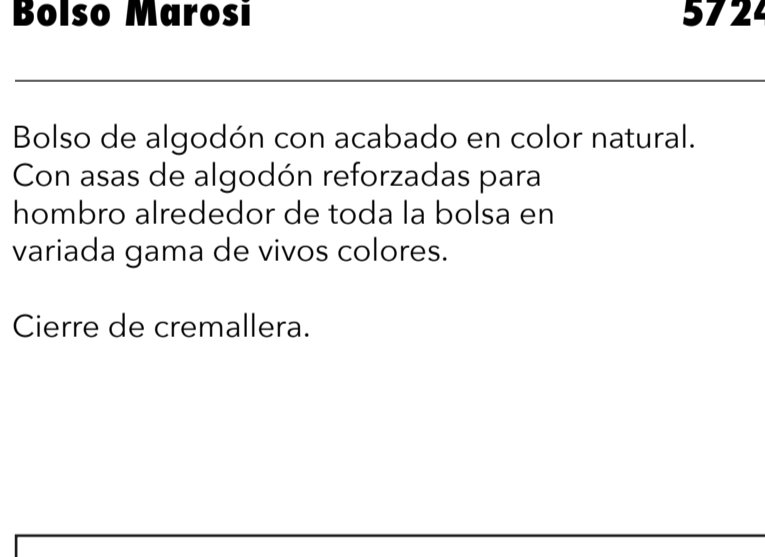 Bolso Marosi 5724
Bolso de algodón con acabado en color natural.
Con asas de algodón reforzadas para
hombro alrededor de toda la bolsa en
variada gama de vivos colores.
Cierre de cremallera.